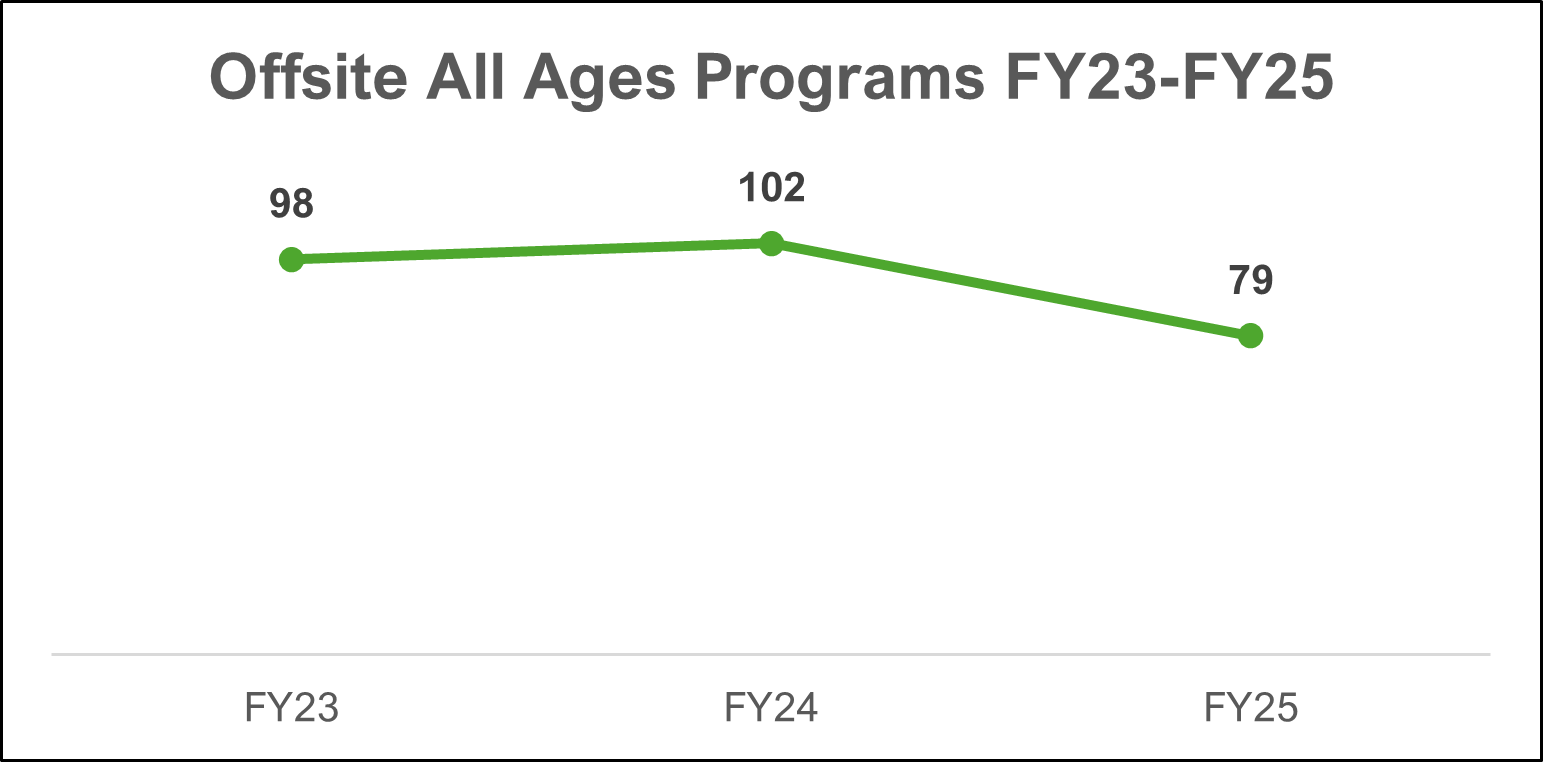 Offsite All Ages Programs FY23-FY25
98
102
79
FY23
FY24
FY25